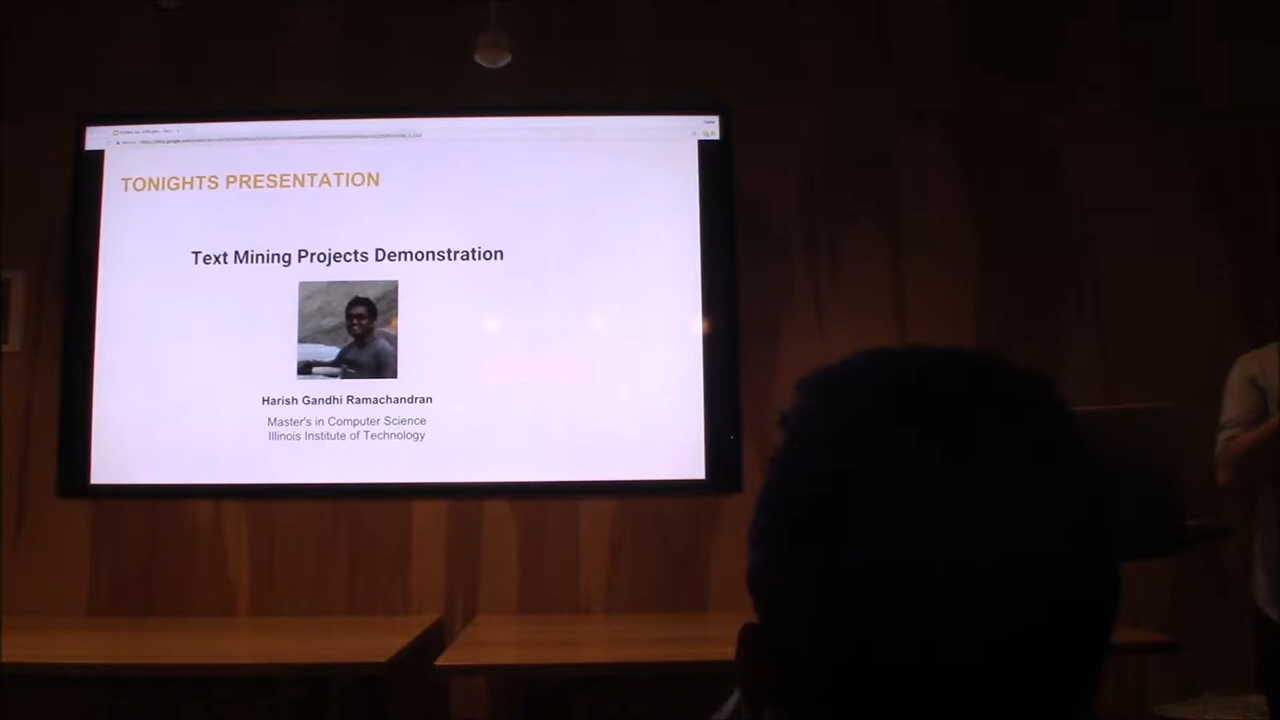 TONIGHTS PRESENTATION
Text Mining Projects Demonstration
Harish Gandhi Ramachandran
Master's in Computer Science
Illinois Institute of Technology